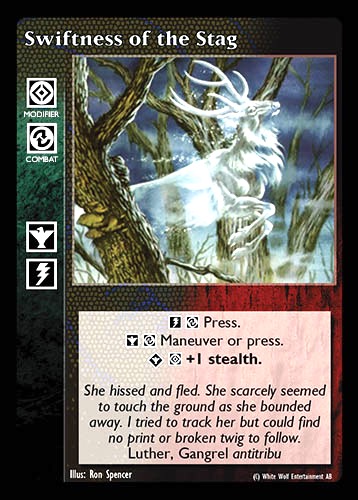 Swiftness of the Stag
MODIFIER
COMBAT
Press.
Maneuver or press.
+1 stealth.
She hissed and fled. She scarcely seemed
to touch the ground as she bounded
away. I tried to track her but could find
no print or broken twig to follow.
Luther, Gangrel antitribu
Illus: Ron Spencer
(C) White Wolf Entertainment AB